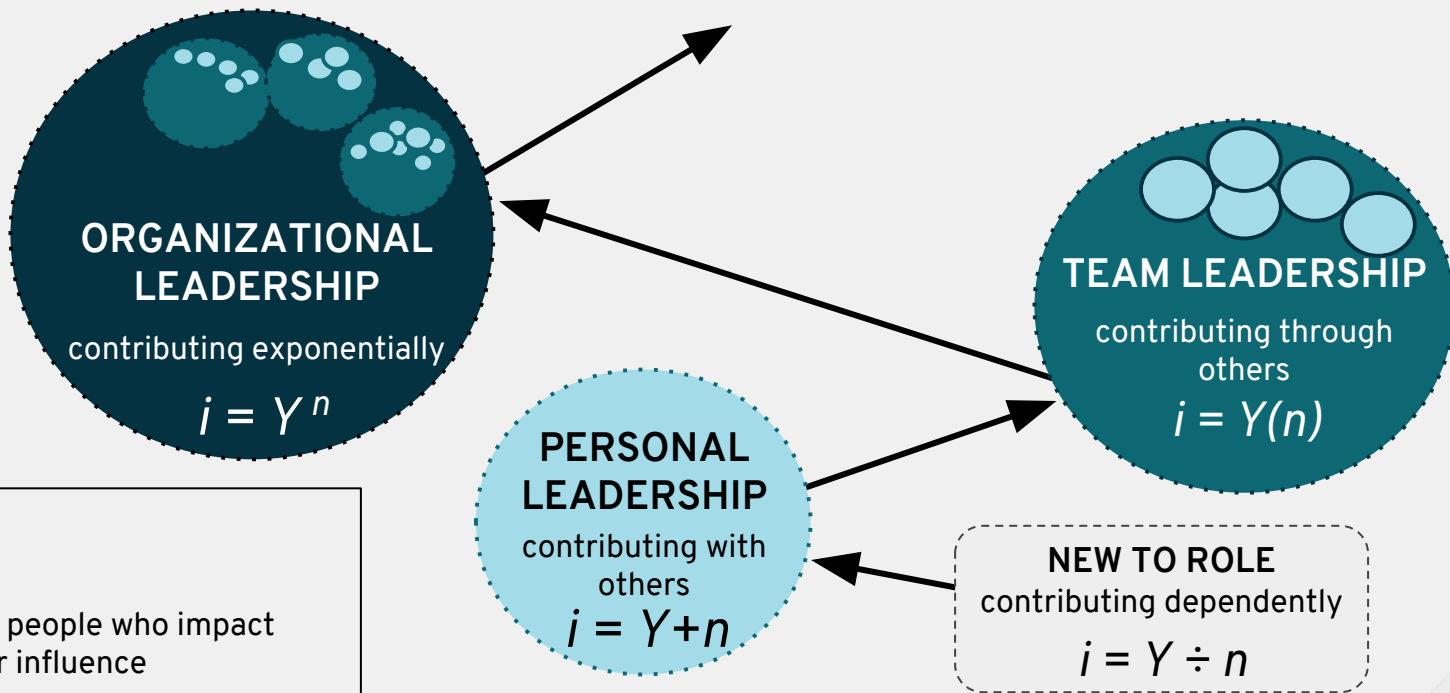 ORGANIZATIONAL
LEADERSHIP
contributing exponentially
i = Y ⁿ
TEAM LEADERSHIP
contributing through
others
i = Y(n)
PERSONAL
LEADERSHIP
contributing with
others
i = Y+n
NEW TO ROLE
contributing dependently
i = Y ÷ n
people who impact
r influence